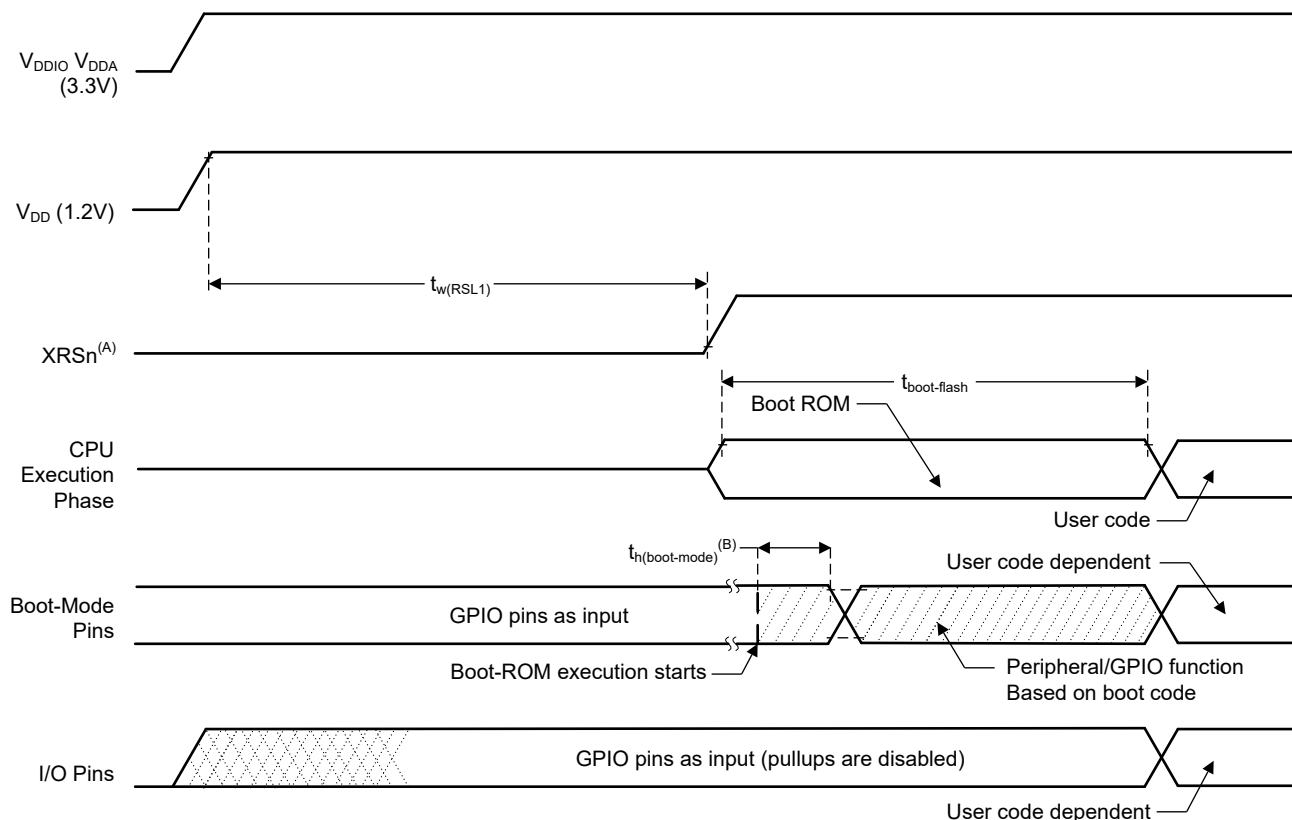 VDDIO VDDA
(3.3V)
VDD (1.2V)
tw(RSL1)
XRSn(A)
tboot-flash
Boot ROM
CPU
Execution
Phase
User code
th(boot-mode)(B)
User code dependent
Boot-Mode
Pins
GPIO pins as input
Boot-ROM execution starts
Peripheral/GPIO function
Based on boot code
I/O Pins
GPIO pins as input (pullups are disabled)
User code dependent